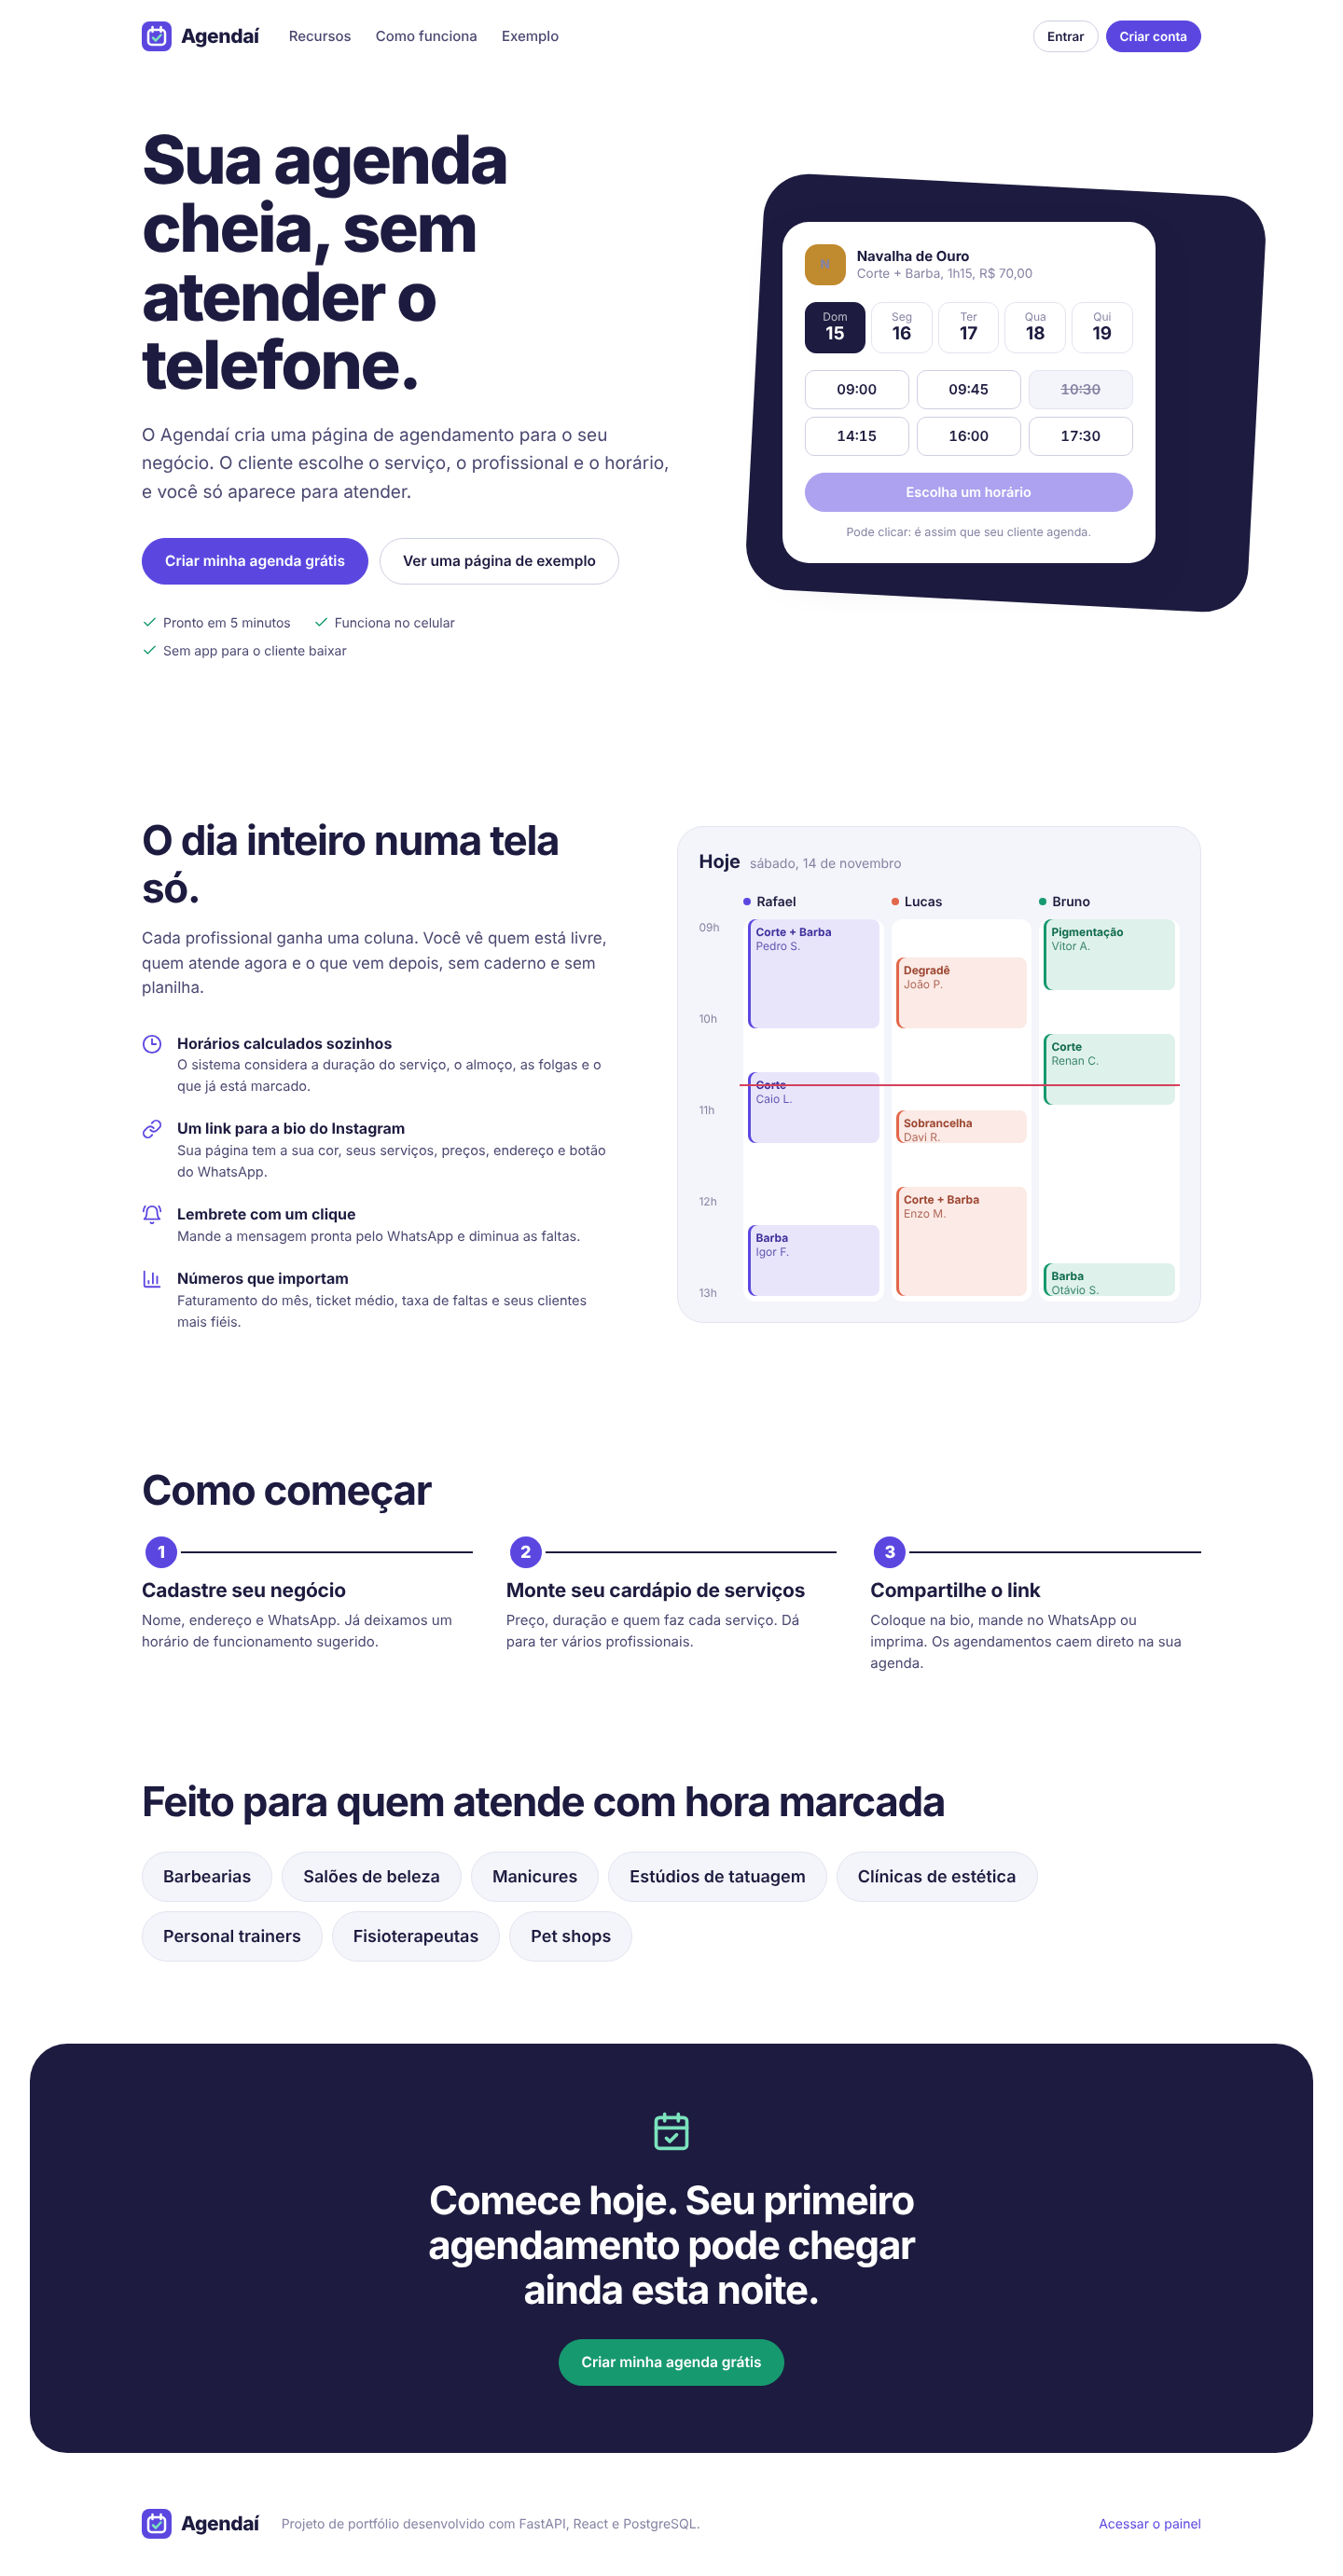 Agendaí
Recursos
Como funciona
Exemplo
Entrar
Criar conta
Sua agenda
cheia, sem
atender o
telefone.
O Agendaí cria uma página de agendamento para o seu
negócio. O cliente escolhe o serviço, o profissional e o horário,
e você só aparece para atender.
Criar minha agenda grátis
Ver uma página de exemplo
Pronto em 5 minutos
Funciona no celular
Sem app para o cliente baixar
N
Navalha de Ouro
Corte + Barba, 1h15, R$ 70,00
Dom
15
Seg
16
Ter
17
Qua
18
Qui
19
09:00
09:45
10:30
14:15
16:00
17:30
Escolha um horário
Pode clicar: é assim que seu cliente agenda.
O dia inteiro numa tela
só.
Cada profissional ganha uma coluna. Você vê quem está livre,
quem atende agora e o que vem depois, sem caderno e sem
planilha.
Horários calculados sozinhos
O sistema considera a duração do serviço, o almoço, as folgas e o
que já está marcado.
Um link para a bio do Instagram
Sua página tem a sua cor, seus serviços, preços, endereço e botão
do WhatsApp.
Lembrete com um clique
Mande a mensagem pronta pelo WhatsApp e diminua as faltas.
Números que importam
Faturamento do mês, ticket médio, taxa de faltas e seus clientes
mais fiéis.
Hoje sábado, 14 de novembro
09h
10h
11h
12h
13h
Rafael
Corte + Barba
Pedro S.
Corte
Caio L.
Barba
Igor F.
Lucas
Degradê
João P.
Sobrancelha
Davi R.
Corte + Barba
Enzo M.
Bruno
Pigmentação
Vitor A.
Corte
Renan C.
Barba
Otávio S.
Como começar
1
Cadastre seu negócio
Nome, endereço e WhatsApp. Já deixamos um
horário de funcionamento sugerido.
2
Monte seu cardápio de serviços
Preço, duração e quem faz cada serviço. Dá
para ter vários profissionais.
3
Compartilhe o link
Coloque na bio, mande no WhatsApp ou
imprima. Os agendamentos caem direto na sua
agenda.
Feito para quem atende com hora marcada
Barbearias
Salões de beleza
Manicures
Estúdios de tatuagem
Clínicas de estética
Personal trainers
Fisioterapeutas
Pet shops
Comece hoje. Seu primeiro
agendamento pode chegar
ainda esta noite.
Criar minha agenda grátis
Agendaí
Projeto de portfólio desenvolvido com FastAPI, React e PostgreSQL.
Acessar o painel